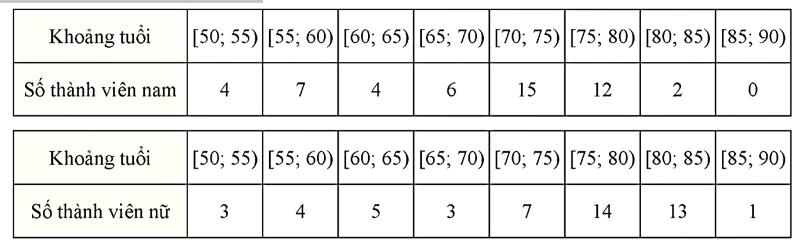 Khoảng tuổi [50; 55) [55; 60) [60; 65) [65; 70) [70; 75) [75; 80) [80; 85) [85; 90)
Số thành viên nam 4 7 4 6 15 12 2 0
Khoảng tuổi [50; 55) [55; 60) [60; 65) [65; 70) [70; 75) [75; 80) [80; 85) [85; 90)
Số thành viên nữ 3 4 5 3 7 14 13 1